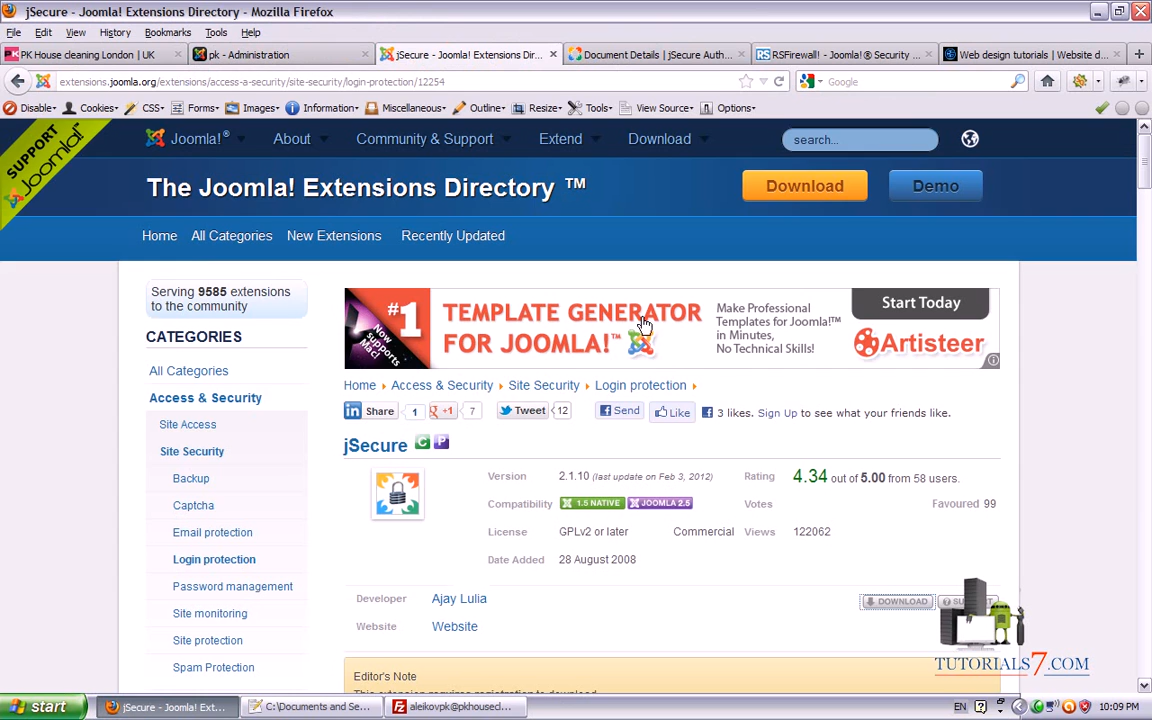 jSecure - Joomla! Extensions Directory - Mozilla Firefox
File Edit View History Bookmarks Tools Help
PK House cleaning London | UK
pk - Administration
jSecure - Joomla! Extensions Dir...
Document Details | jSecure Auth...
RSFirewall! - Joomla!® Security ...
Web design tutorials | Website d...
extensions.joomla.org/extensions/access-a-security/site-security/login-protection/12254
Google
Disable Cookies CSS Forms Images Information Miscellaneous Outline Resize Tools View Source Options
SUPPORT
Joomla!
Joomla!® About Community & Support Extend Download search...
The Joomla! Extensions Directory ™ Download Demo
Home All Categories New Extensions Recently Updated
Serving 9585 extensions
to the community
CATEGORIES
All Categories
Access & Security
Site Access
Site Security
Backup
Captcha
Email protection
Login protection
Password management
Site monitoring
Site protection
Spam Protection
New supports
Mac!
#1
TEMPLATE GENERATOR
FOR JOOMLA!™
Make Professional
Templates for Joomla!™
in Minutes,
No Technical Skills!
Start Today
Artisteer
Home Access & Security Site Security Login protection
Share 1 +1 7 Tweet 12 Send Like 3 likes. Sign Up to see what your friends like.
jSecure C P
Version 2.1.10 (last update on Feb 3, 2012) Rating 4.34 out of 5.00 from 58 users.
Compatibility 1.5 NATIVE JOOMLA 2.5 Votes Favoured 99
License GPLv2 or later Commercial Views 122062
Date Added 28 August 2008
Developer Ajay Lulia DOWNLOAD
Website Website
Editor's Note
This extension requires registration to download
TUTORIALS7.COM
start jSecure - Joomla! Ext... C:\Documents and Se... aleikovpk@pkhousecl... EN 10:09 PM